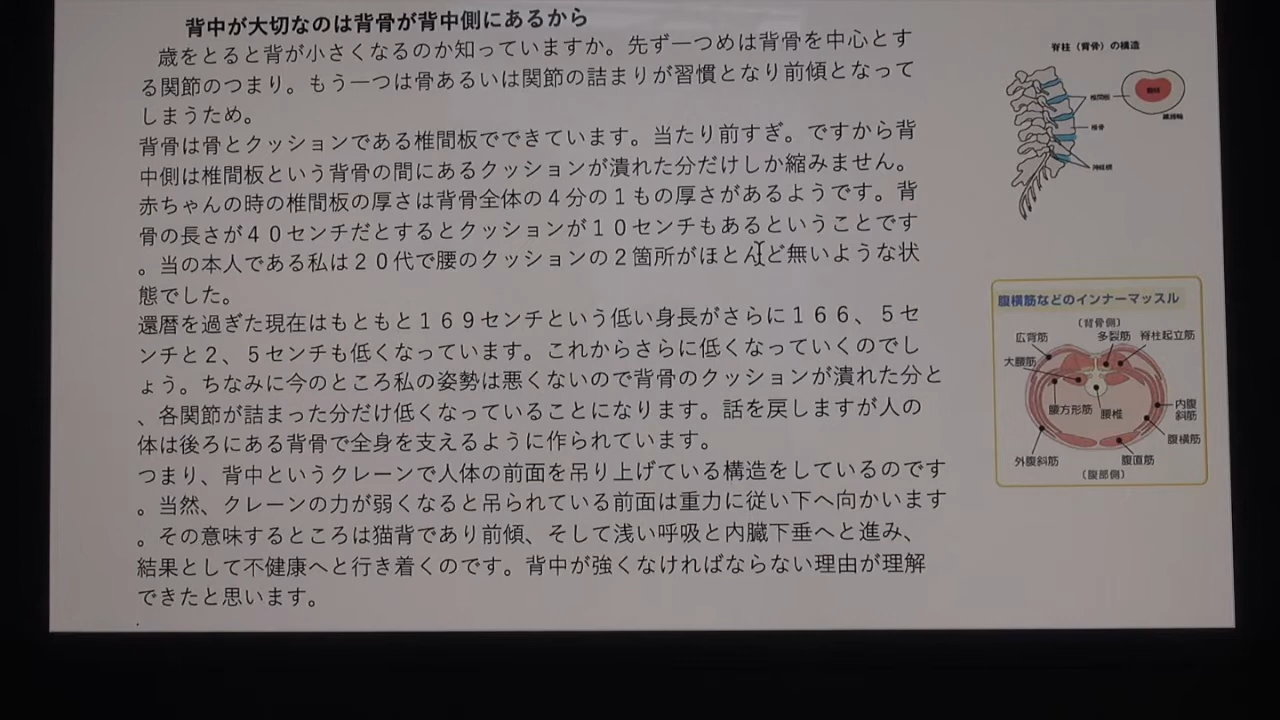 背中が大切なのは背骨が背中側にあるから
歳をとると背が小さくなるのか知っていますか。先ず一つめは背骨を中心とす
る関節のつまり。もう一つは骨あるいは関節の詰まりが習慣となり前傾となって
しまうため。
背骨は骨とクッションである椎間板でできています。当たり前すぎ。ですから背
中側は椎間板という背骨の間にあるクッションが潰れた分だけしか縮みません。
赤ちゃんの時の椎間板の厚さは背骨全体の４分の１もの厚さがあるようです。背
骨の長さが４０センチだとするとクッションが１０センチもあるということです
。当の本人である私は２０代で腰のクッションの２箇所がほとんど無いような状
態でした。
還暦を過ぎた現在はもともと１６９センチという低い身長がさらに１６６、５セ
ンチと２、５センチも低くなっています。これからさらに低くなっていくのでし
ょう。ちなみに今のところ私の姿勢は悪くないので背骨のクッションが潰れた分と
、各関節が詰まった分だけ低くなっていることになります。話を戻しますが人の
体は後ろにある背骨で全身を支えるように作られています。
つまり、背中というクレーンで人体の前面を吊り上げている構造をしているのです
。当然、クレーンの力が弱くなると吊られている前面は重力に従い下へ向かいます
。その意味するところは猫背であり前傾、そして浅い呼吸と内臓下垂へと進み、
結果として不健康へと行き着くのです。背中が強くなければならない理由が理解
できたと思います。
脊柱（背骨）の構造
椎間板
髄核
線維輪
椎骨
腹横筋などのインナーマッスル
（背骨側）
広背筋
多裂筋
脊柱起立筋
大腰筋
腰方形筋
腰椎
内腹
斜筋
腹横筋
外腹斜筋
腹直筋
（腹部側）